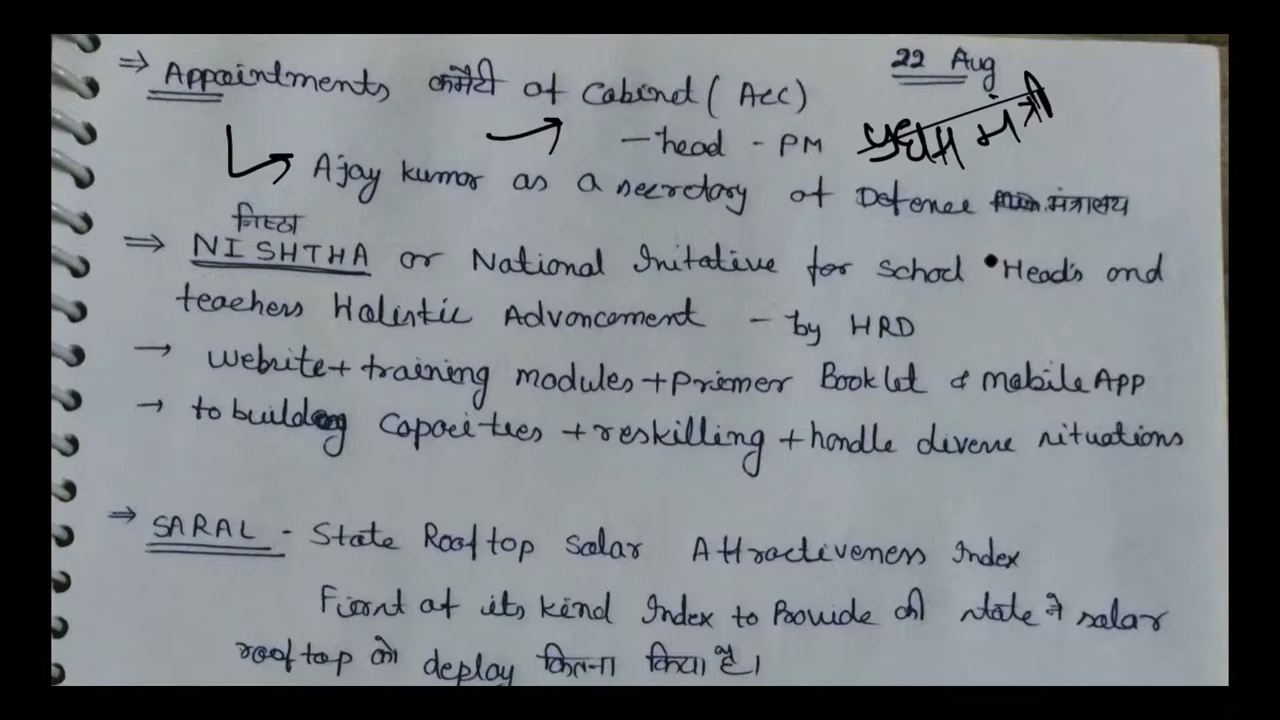 22 Aug
⇒ Appointments कमेटी of Cabined (ACC)
- head - PM प्रधान मंत्री
Ajay kumar as a secretary of Defence मंत्रालय
निष्ठा
⇒ NISHTHA or National Initative for School Head's and
teachers Holistic Advancement - by HRD
→ website + training modules + Primer Booklet & mobile App
→ to building capacities + reskilling + handle diverse situations
⇒ SARAL - State Rooftop Solar Attractiveness Index
First of its kind Index to Provide की state ने solar
rooftop को deploy कितना किया है।